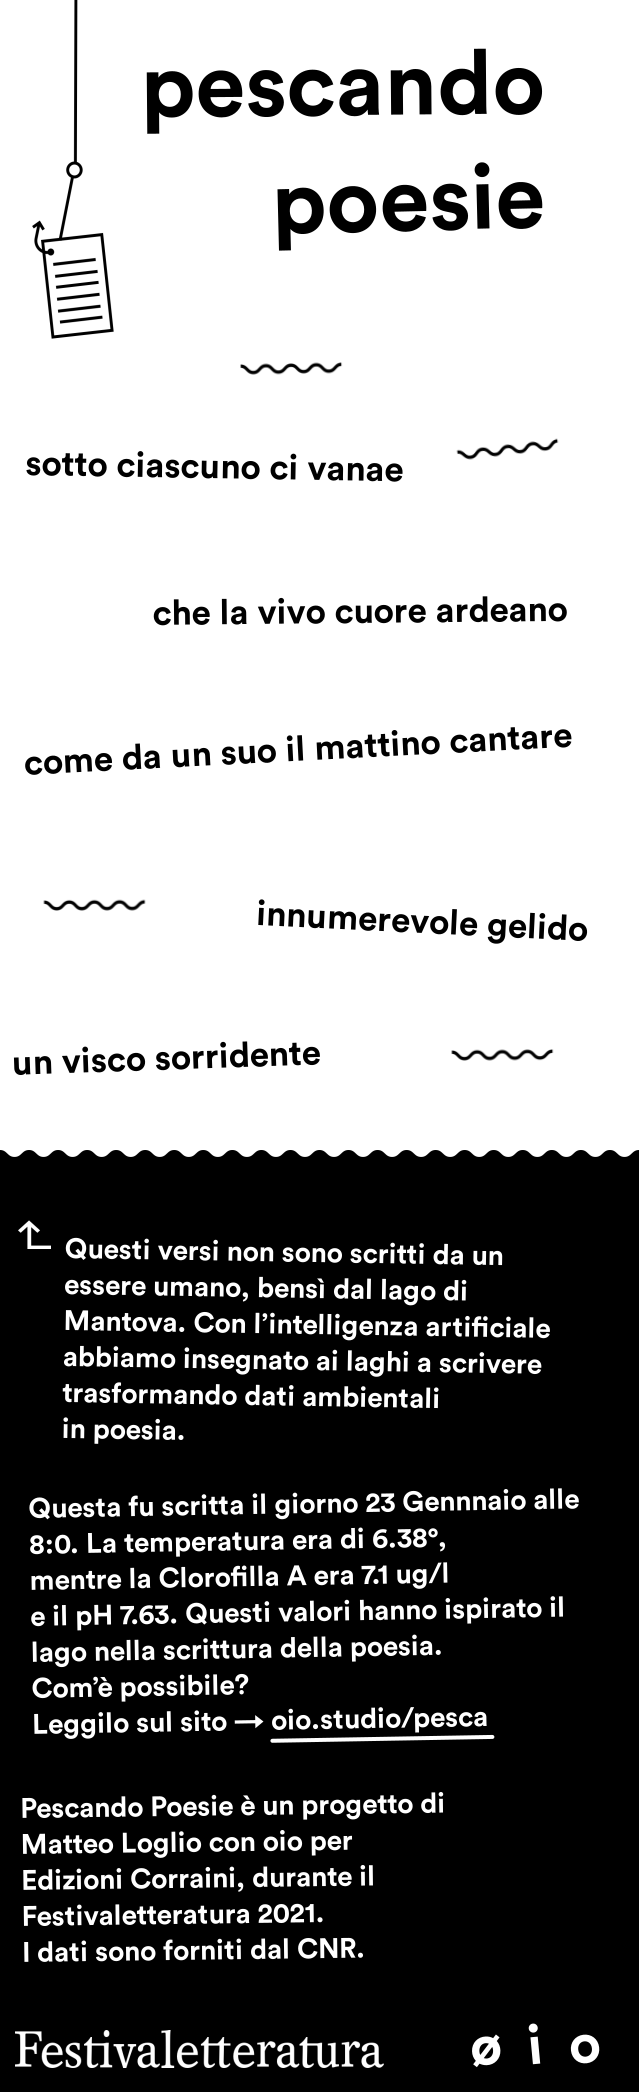 pescando
poesie
sotto ciascuno ci vanae
che la vivo cuore ardeano
come da un suo il mattino cantare
innumerevole gelido
un visco sorridente
Questi versi non sono scritti da un
essere umano, bensì dal lago di
Mantova. Con l'intelligenza artificiale
abbiamo insegnato ai laghi a scrivere
trasformando dati ambientali
in poesia.
Questa fu scritta il giorno 23 Gennnaio alle
8:0. La temperatura era di 6.38°,
mentre la Clorofilla A era 7.1 ug/l
e il pH 7.63. Questi valori hanno ispirato il
lago nella scrittura della poesia.
Com'è possibile?
Leggilo sul sito → oio.studio/pesca
Pescando Poesie è un progetto di
Matteo Loglio con oio per
Edizioni Corraini, durante il
Festivaletteratura 2021.
I dati sono forniti dal CNR.
Festivaletteratura
ø i o